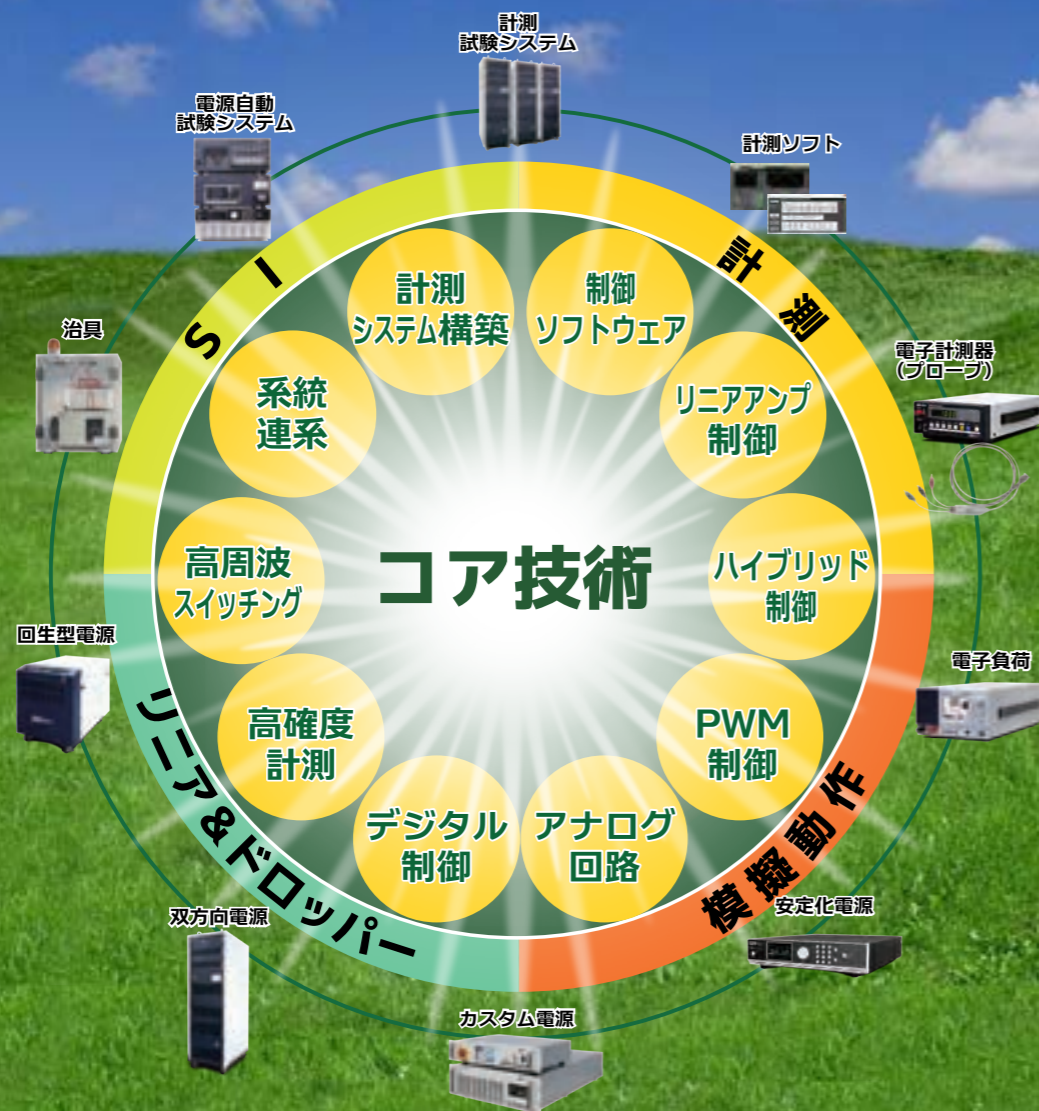 計測
試験システム
電源自動
試験システム
計測ソフト
治具
電子計測器
(プローブ)
回生型電源
電子負荷
双方向電源
安定化電源
カスタム電源
SI
計測
リニア&ドロッパー
模擬動作
計測
システム構築
制御
ソフトウェア
系統
連系
リニアアンプ
制御
高周波
スイッチング
コア技術
ハイブリッド
制御
高確度
計測
PWM
制御
デジタル
制御
アナログ
回路